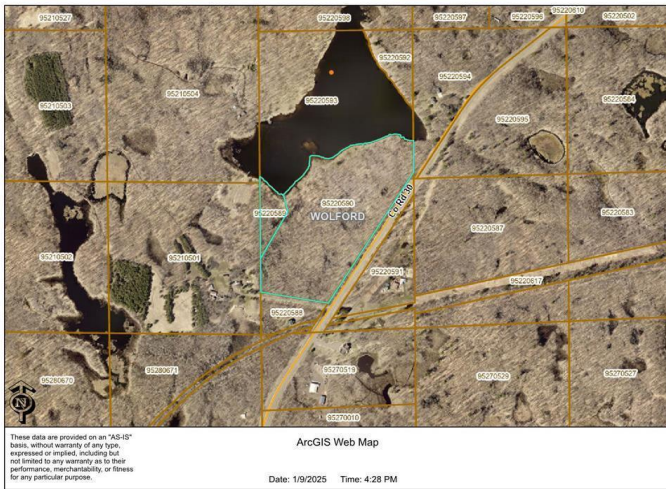 95210527
95220598
95220597
95220596
95220610
95220502
95220592
95220594
95210503
95210504
95220593
95220584
95220595
95220590
95220589
WOLFORD
Co Rd 30
95220583
95220587
95210502
95210501
95220591
95220617
95220588
95280670
95280671
95270519
95270529
95270527
95270010
N
These data are provided on an "AS-IS"
basis, without warranty of any type,
expressed or implied, including but
not limited to any warranty as to their
performance, merchantability, or fitness
for any particular purpose.
ArcGIS Web Map
Date: 1/9/2025 Time: 4:28 PM